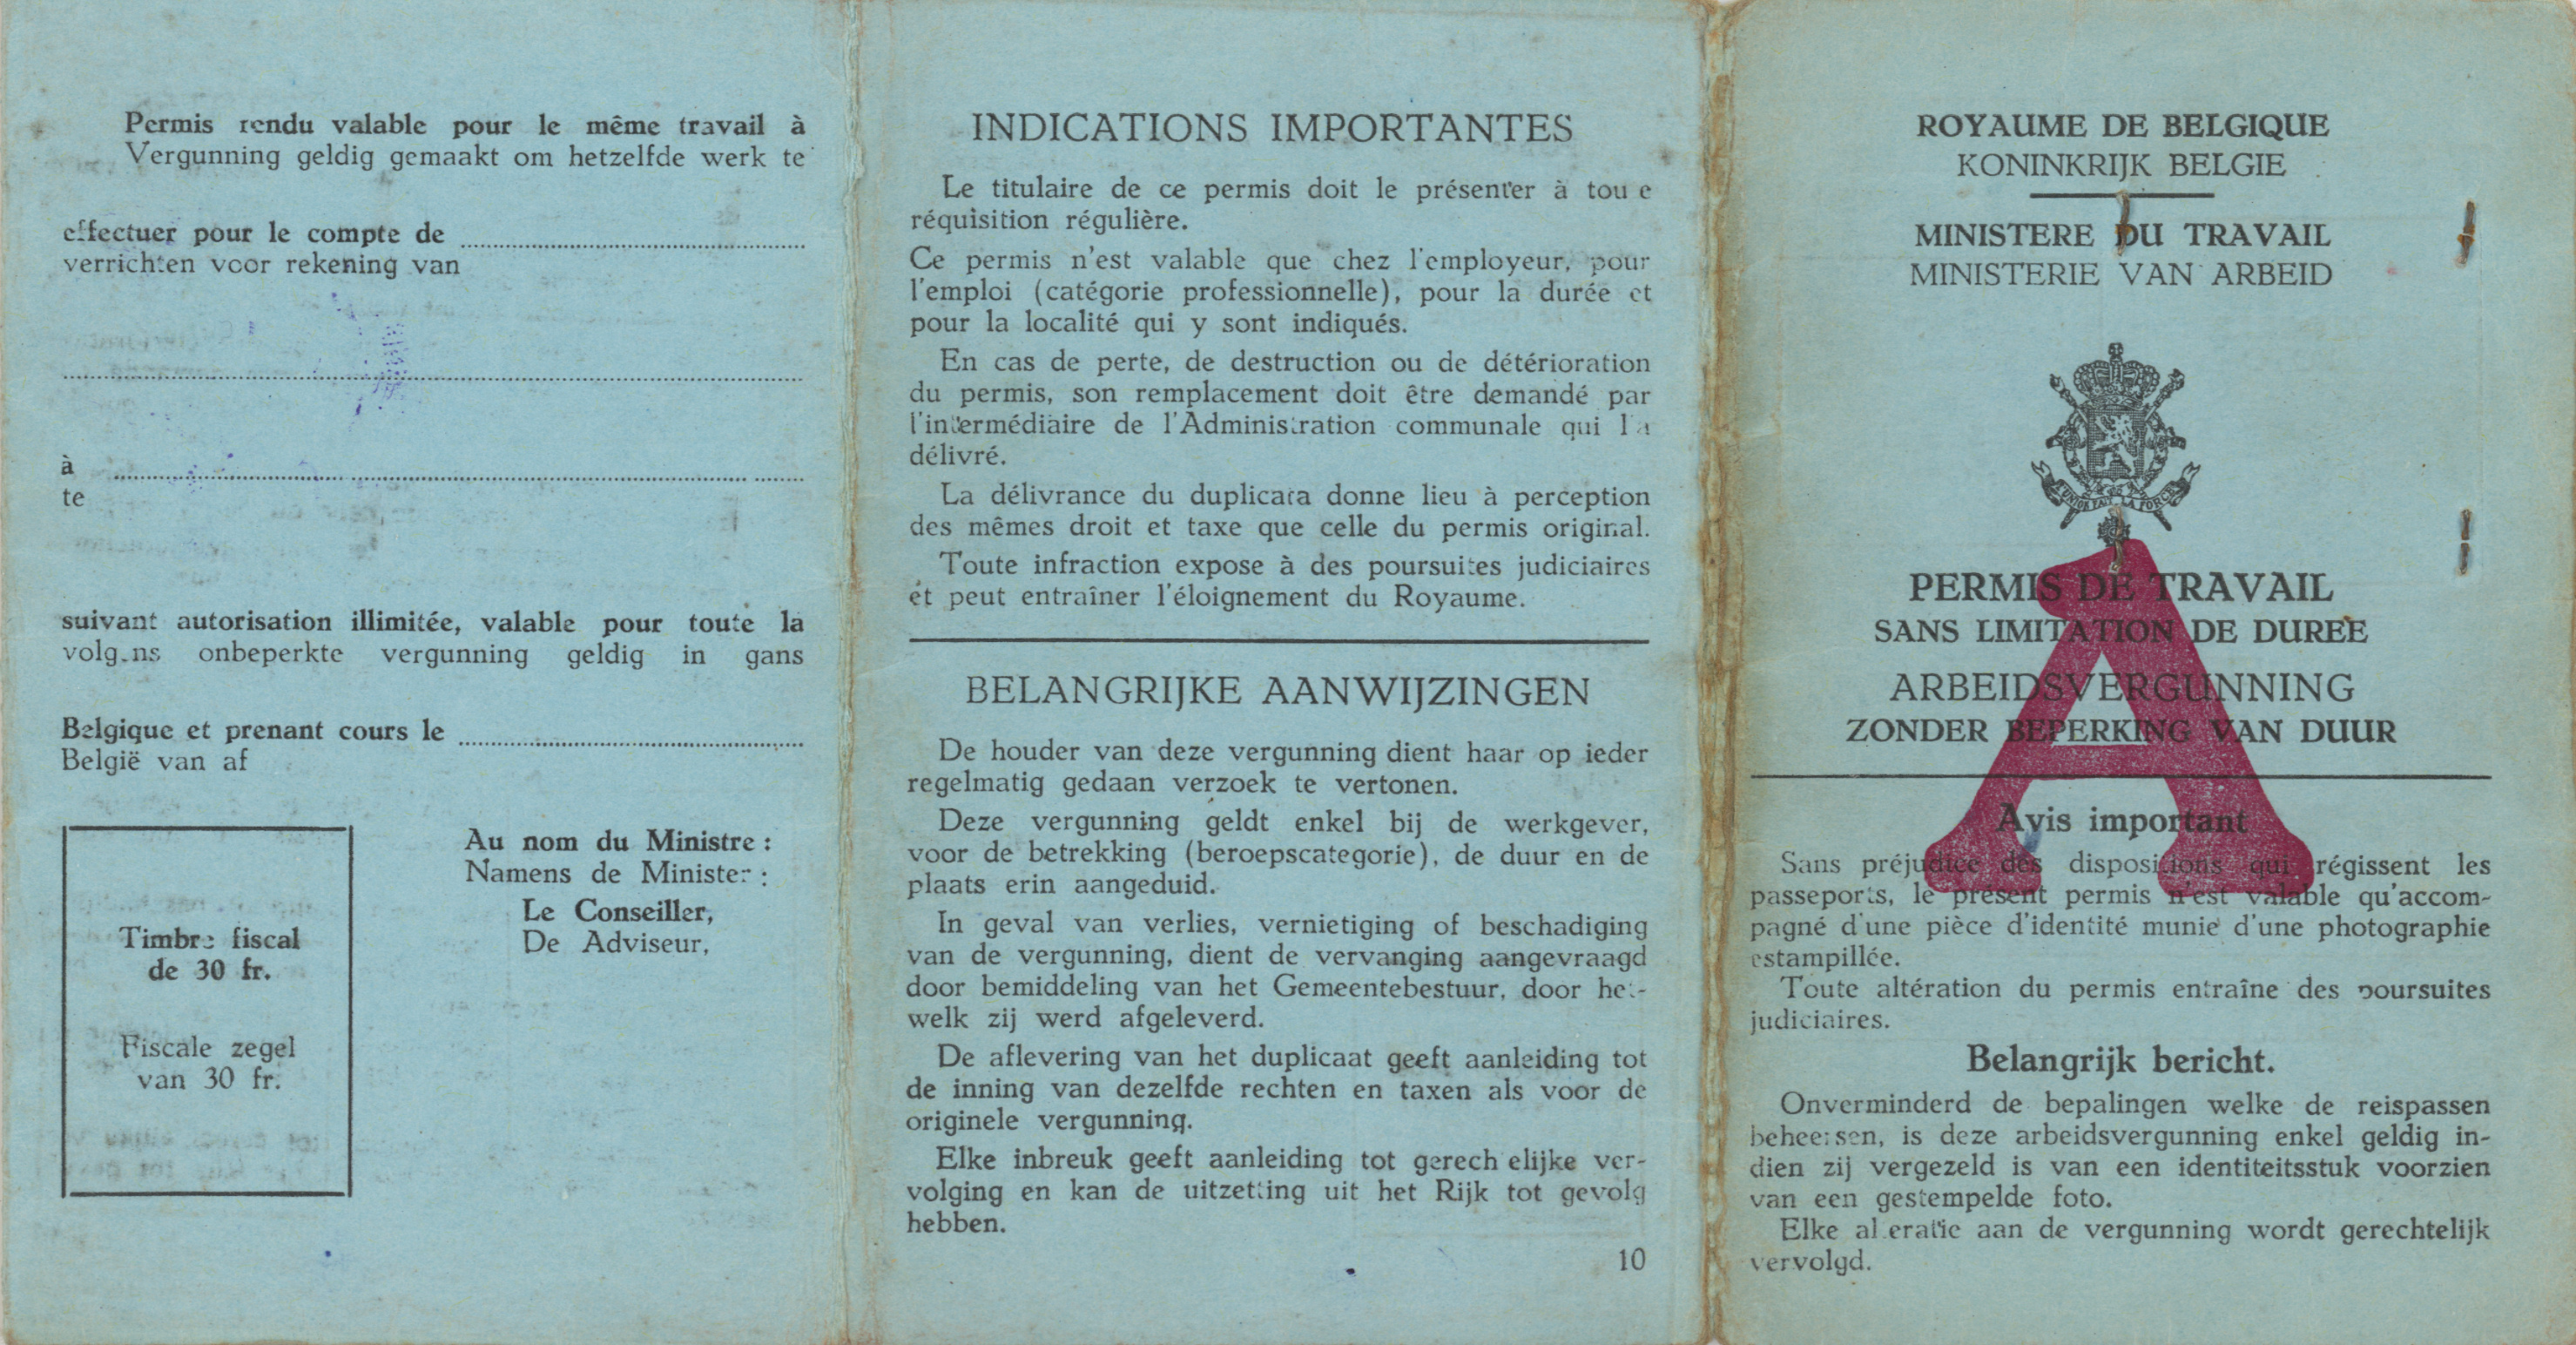 Permis rendu valable pour le même travail à
Vergunning geldig gemaakt om hetzelfde werk te
effectuer pour le compte de
verrichten voor rekening van
à
te
suivant autorisation illimitée, valable pour toute la
volgens onbeperkte vergunning geldig in gans
Belgique et prenant cours le
België van af
Timbre fiscal
de 30 fr.
Fiscale zegel
van 30 fr.
Au nom du Ministre :
Namens de Minister :
Le Conseiller,
De Adviseur,
INDICATIONS IMPORTANTES
Le titulaire de ce permis doit le présenter à toute
réquisition régulière.
Ce permis n'est valable que chez l'employeur, pour
l'emploi (catégorie professionnelle), pour la durée et
pour la localité qui y sont indiqués.
En cas de perte, de destruction ou de détérioration
du permis, son remplacement doit être demandé par
l'intermédiaire de l'Administration communale qui l'a
délivré.
La délivrance du duplicata donne lieu à perception
des mêmes droit et taxe que celle du permis original.
Toute infraction expose à des poursuites judiciaires
et peut entraîner l'éloignement du Royaume.
BELANGRIJKE AANWIJZINGEN
De houder van deze vergunning dient haar op ieder
regelmatig gedaan verzoek te vertonen.
Deze vergunning geldt enkel bij de werkgever,
voor de betrekking (beroepscategorie), de duur en de
plaats erin aangeduid.
In geval van verlies, vernietiging of beschadiging
van de vergunning, dient de vervanging aangevraagd
door bemiddeling van het Gemeentebestuur, door het-
welk zij werd afgeleverd.
De aflevering van het duplicaat geeft aanleiding tot
de inning van dezelfde rechten en taxen als voor de
originele vergunning.
Elke inbreuk geeft aanleiding tot gerechtelijke ver-
volging en kan de uitzetting uit het Rijk tot gevolg
hebben.
10
ROYAUME DE BELGIQUE
KONINKRIJK BELGIE
MINISTERE DU TRAVAIL
MINISTERIE VAN ARBEID
L'UNION FAIT LA FORCE
PERMIS DE TRAVAIL
SANS LIMITATION DE DUREE
ARBEIDSVERGUNNING
ZONDER BEPERKING VAN DUUR
A
Avis important
Sans préjudice des dispositions qui régissent les
passeports, le présent permis n'est valable qu'accom-
pagné d'une pièce d'identité munie d'une photographie
estampillée.
Toute altération du permis entraîne des poursuites
judiciaires.
Belangrijk bericht.
Onverminderd de bepalingen welke de reispassen
beheersen, is deze arbeidsvergunning enkel geldig in-
dien zij vergezeld is van een identiteitsstuk voorzien
van een gestempelde foto.
Elke alteratie aan de vergunning wordt gerechtelijk
vervolgd.